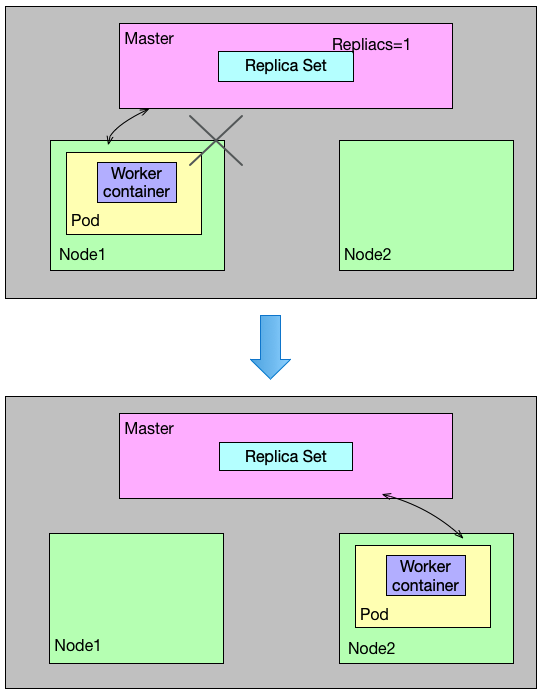 Master
Repliacs=1
Replica Set
Worker
container
Pod
Node1
Node2
Master
Replica Set
Node1
Worker
container
Pod
Node2